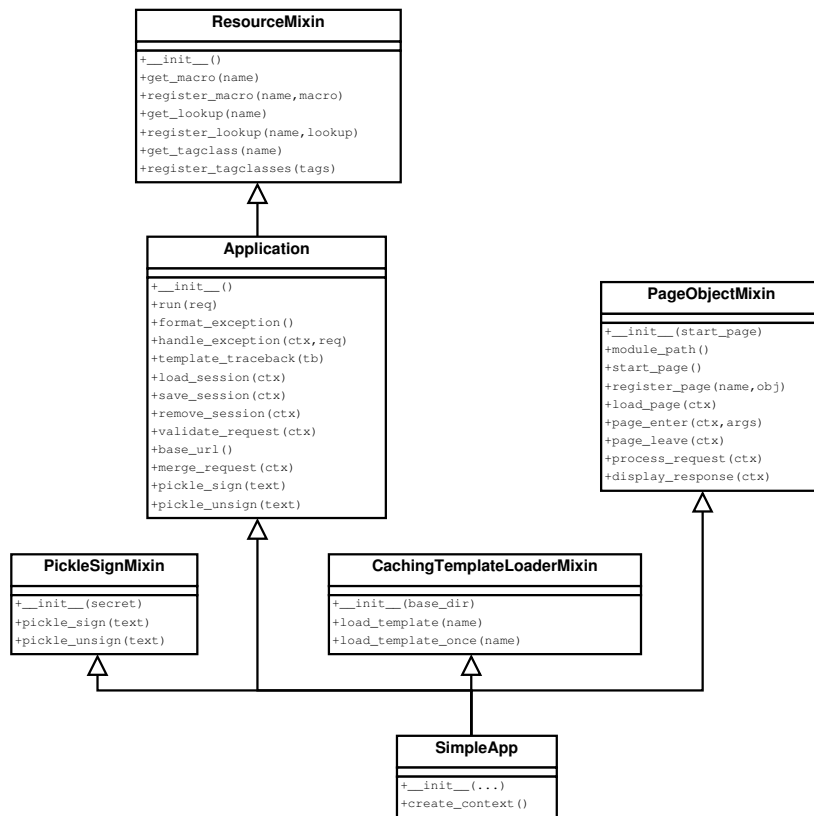 ResourceMixin
+__init__()
+get_macro(name)
+register_macro(name,macro)
+get_lookup(name)
+register_lookup(name,lookup)
+get_tagclass(name)
+register_tagclasses(tags)
Application
+__init__()
+run(req)
+format_exception()
+handle_exception(ctx,req)
+template_traceback(tb)
+load_session(ctx)
+save_session(ctx)
+remove_session(ctx)
+validate_request(ctx)
+base_url()
+merge_request(ctx)
+pickle_sign(text)
+pickle_unsign(text)
PageObjectMixin
+__init__(start_page)
+module_path()
+start_page()
+register_page(name,obj)
+load_page(ctx)
+page_enter(ctx,args)
+page_leave(ctx)
+process_request(ctx)
+display_response(ctx)
PickleSignMixin
+__init__(secret)
+pickle_sign(text)
+pickle_unsign(text)
CachingTemplateLoaderMixin
+__init__(base_dir)
+load_template(name)
+load_template_once(name)
SimpleApp
+__init__(...)
+create_context()